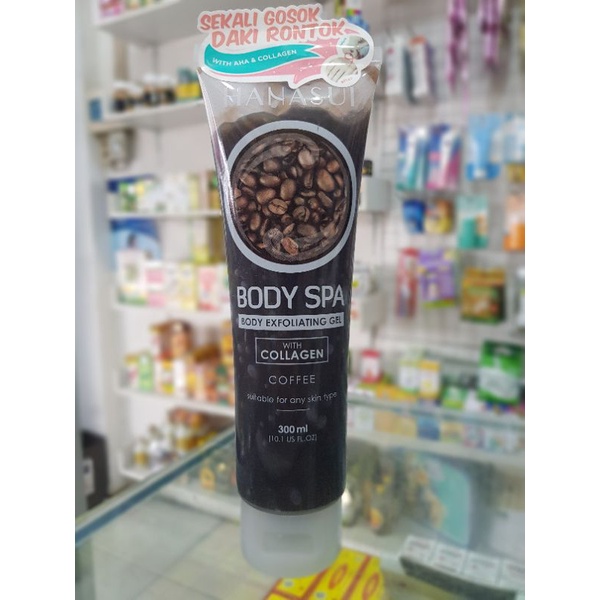 SEKALI GOSOK
DAKI RONTOK
WITH AHA & COLLAGEN
HANASUI
BODY SPA
BODY EXFOLIATING GEL
WITH
COLLAGEN
COFFEE
suitable for any skin type
300 ml
(10.1 US FL.OZ)